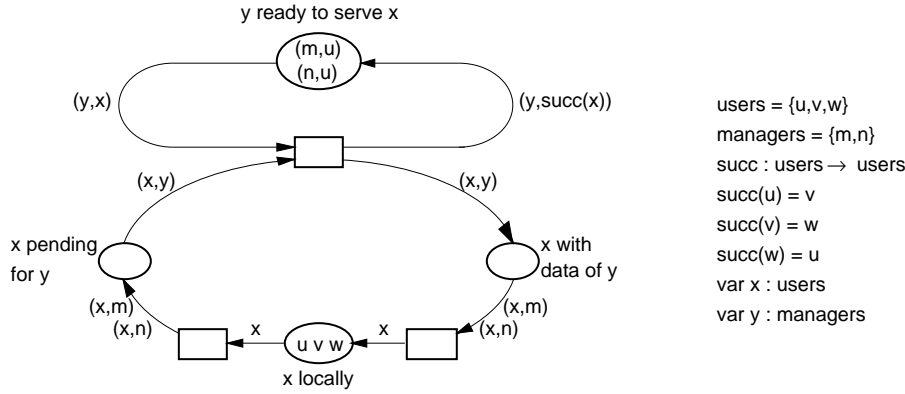 y ready to serve x
(m,u)
(n,u)
(y,x)
(y,succ(x))
(x,y)
(x,y)
x pending
for y
x with
data of y
(x,m)
(x,n)
x
u v w
x
(x,m)
(x,n)
x locally
users = {u,v,w}
managers = {m,n}
succ : users → users
succ(u) = v
succ(v) = w
succ(w) = u
var x : users
var y : managers